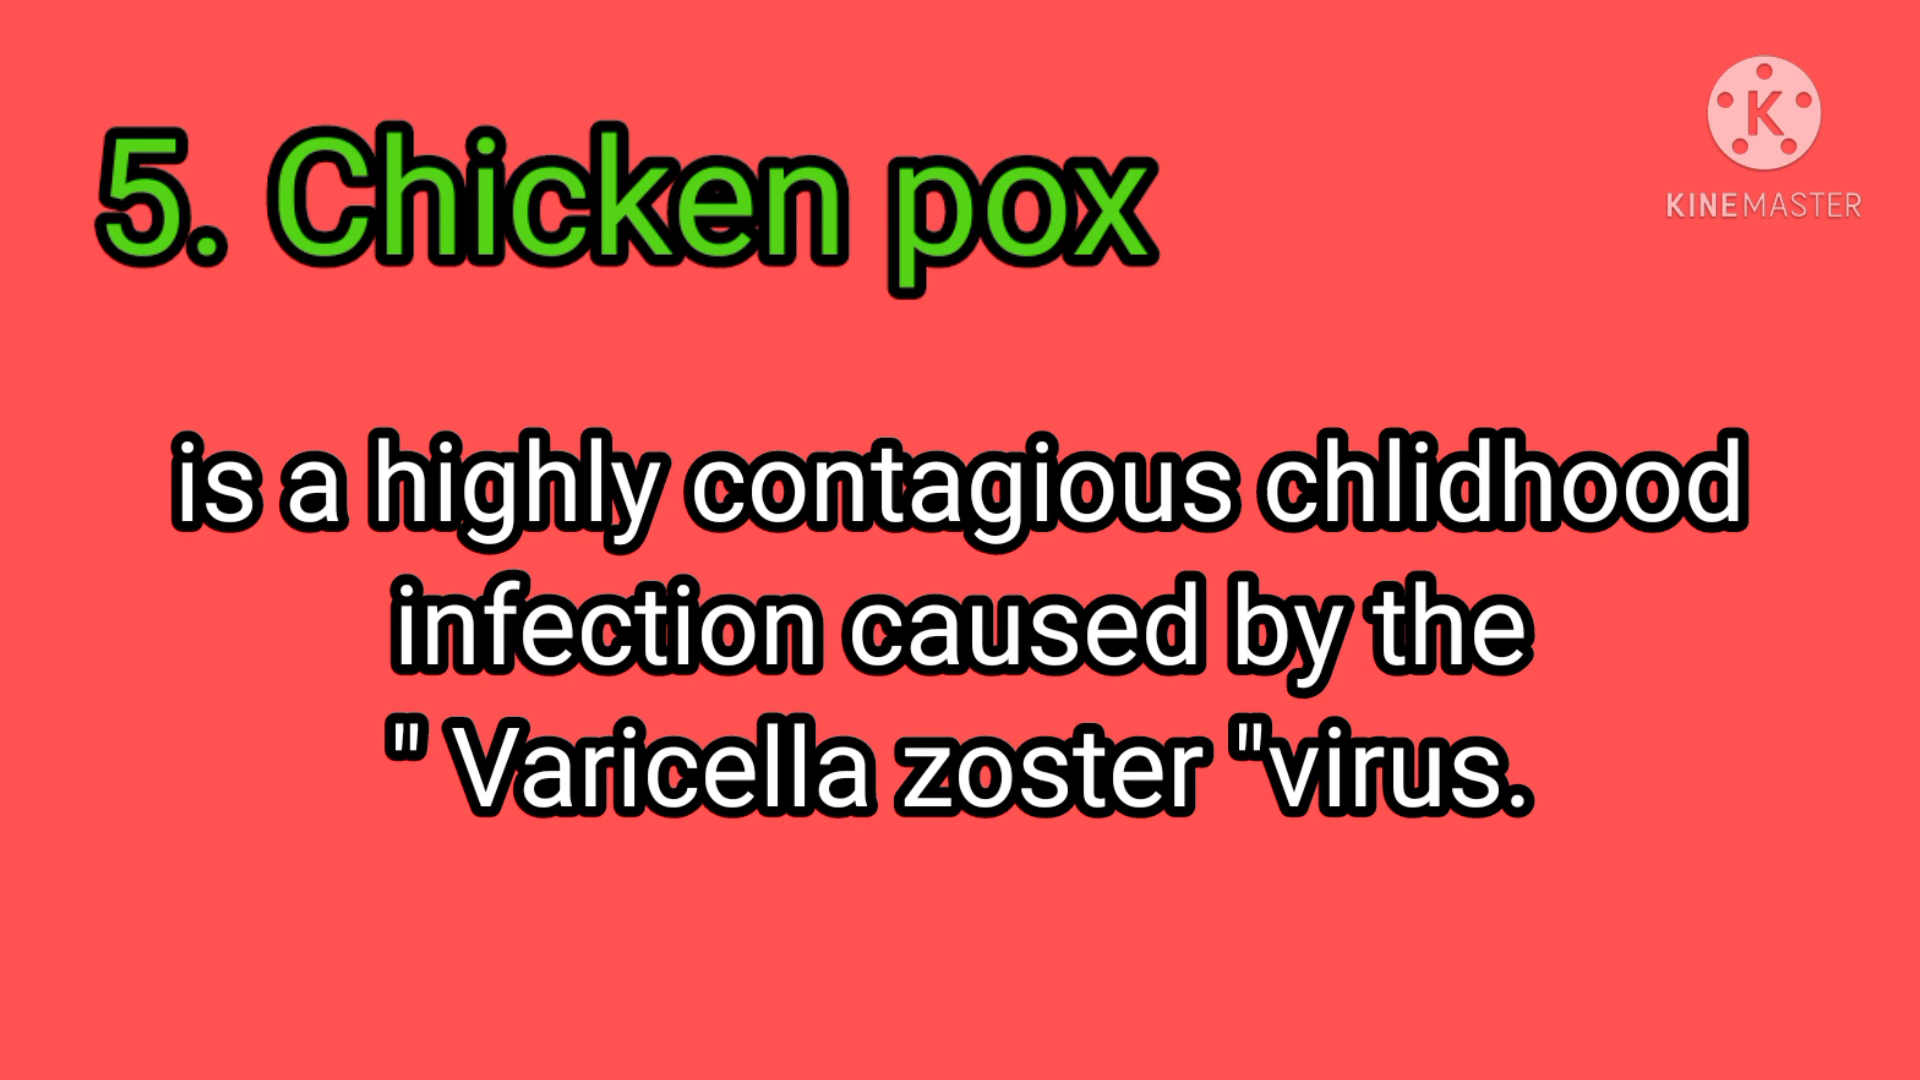 5. Chicken pox
KINEMASTER
is a highly contagious chlidhood
infection caused by the
" Varicella zoster "virus.